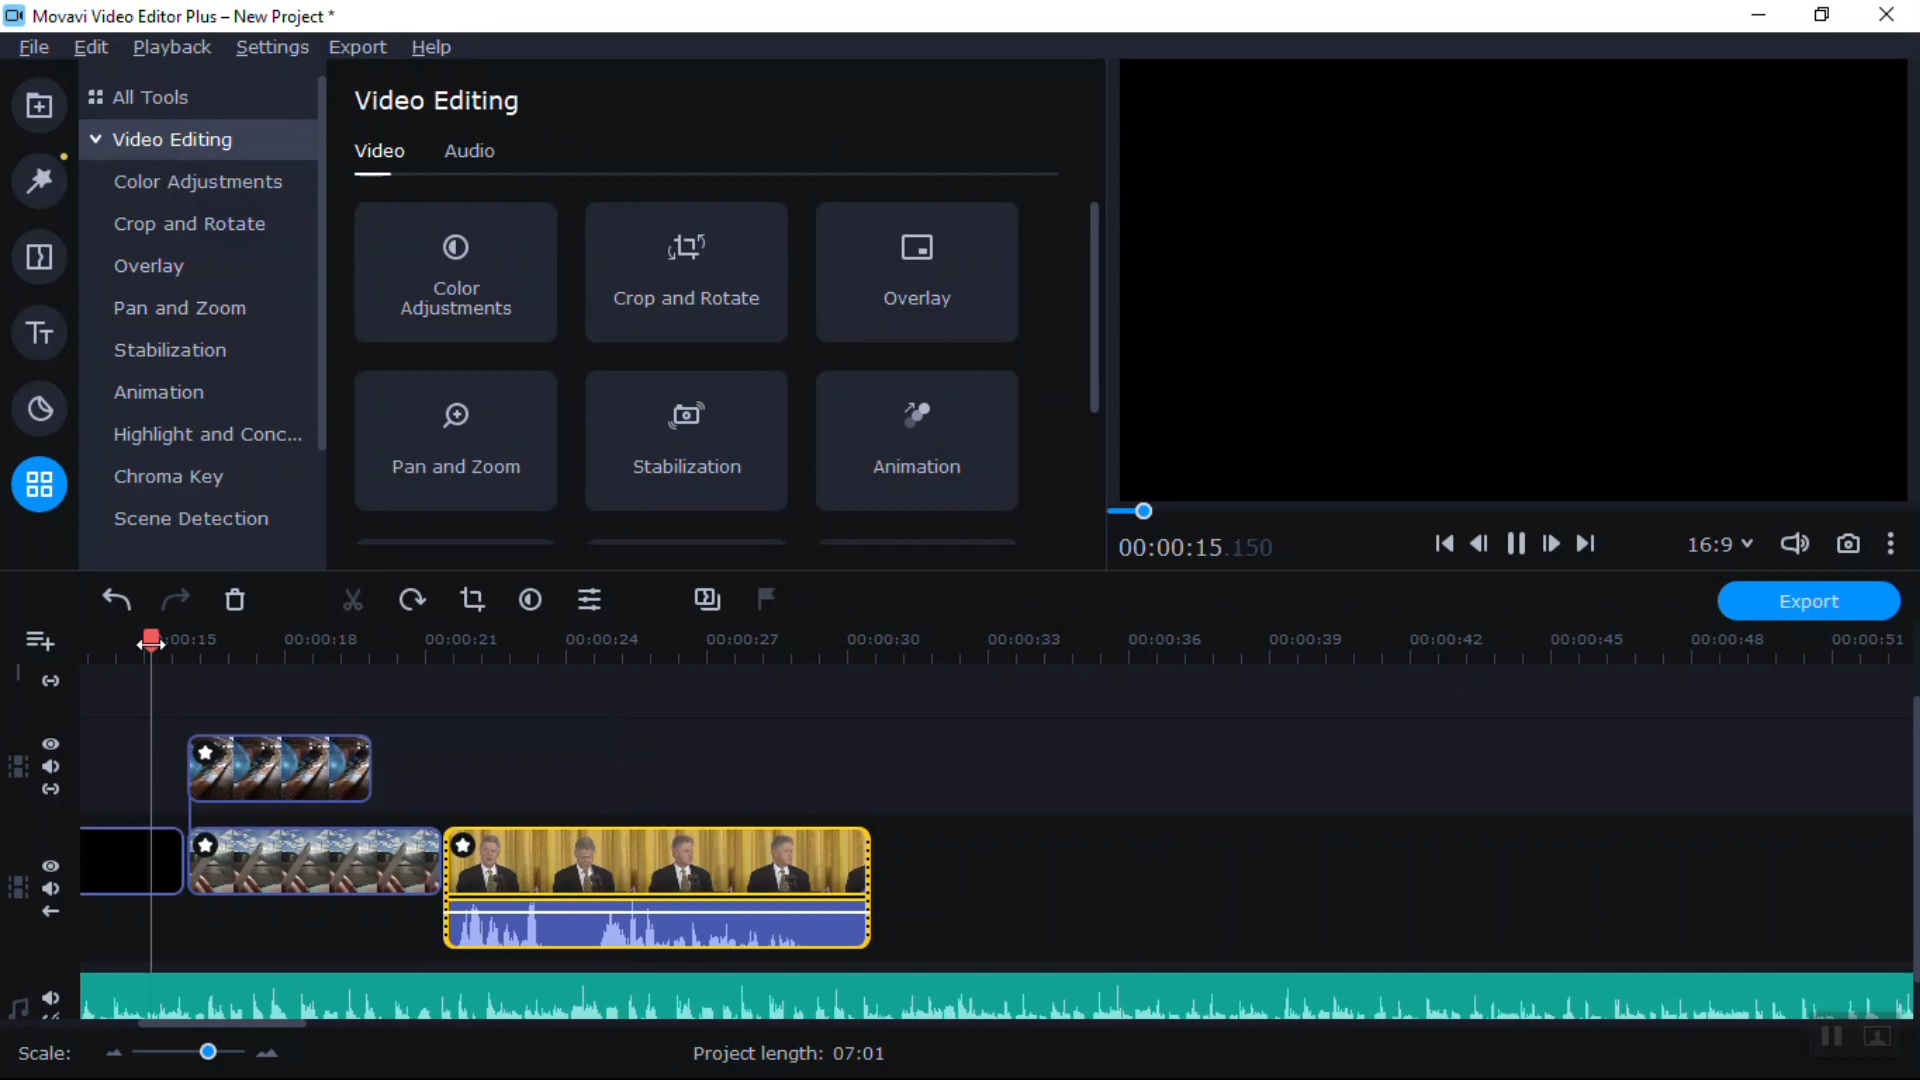 Movavi Video Editor Plus – New Project *
File Edit Playback Settings Export Help
All Tools
Video Editing
Color Adjustments
Crop and Rotate
Overlay
Pan and Zoom
Stabilization
Animation
Highlight and Conc...
Chroma Key
Scene Detection
Video Editing
Video Audio
Color
Adjustments
Crop and Rotate
Overlay
Pan and Zoom
Stabilization
Animation
00:00:15.150
16:9
Export
:00:15 00:00:18 00:00:21 00:00:24 00:00:27 00:00:30 00:00:33 00:00:36 00:00:39 00:00:42 00:00:45 00:00:48 00:00:51
Scale:
Project length: 07:01